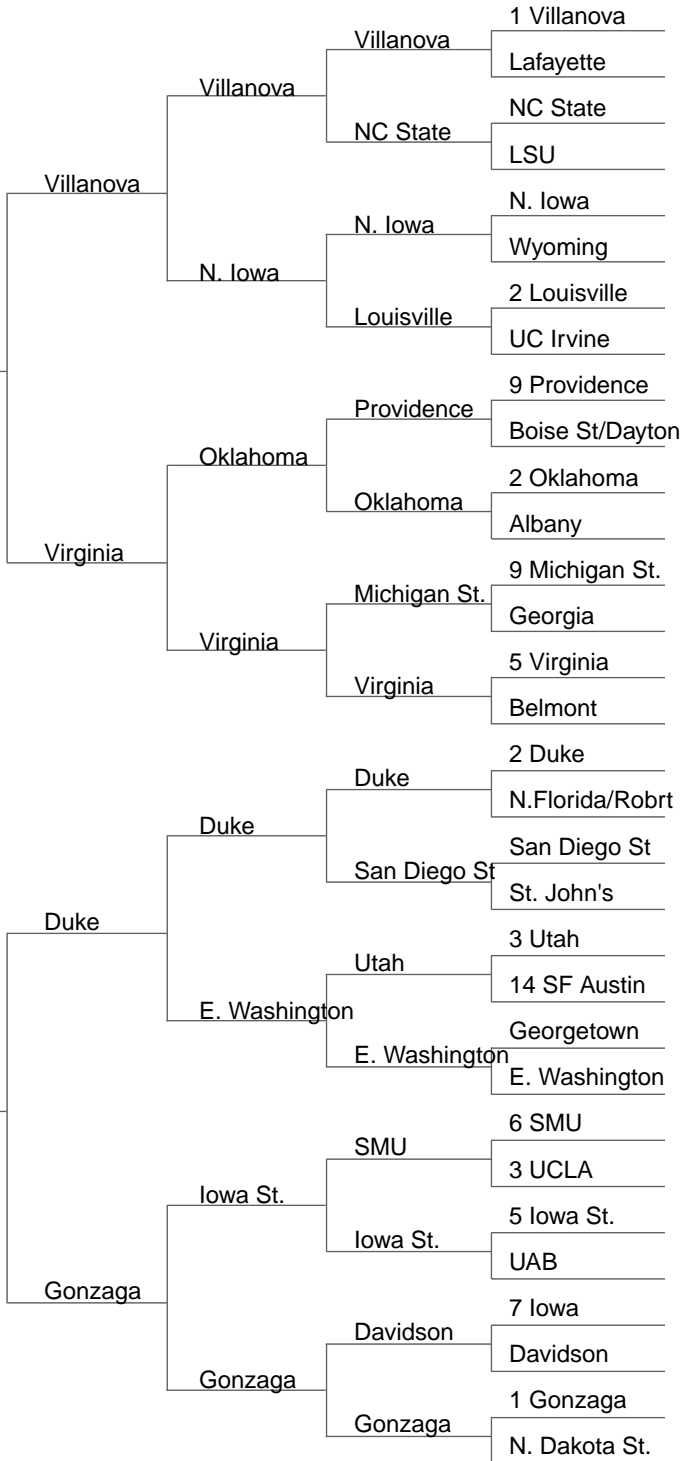 1 Villanova
Villanova
Lafayette
Villanova
NC State
NC State
LSU
Villanova
N. Iowa
N. Iowa
Wyoming
N. Iowa
2 Louisville
Louisville
UC Irvine
9 Providence
Providence
Boise St/Dayton
Oklahoma
2 Oklahoma
Oklahoma
Albany
Virginia
9 Michigan St.
Michigan St.
Georgia
Virginia
5 Virginia
Virginia
Belmont
2 Duke
Duke
N.Florida/Robrt
Duke
San Diego St
San Diego St
St. John's
Duke
3 Utah
Utah
14 SF Austin
E. Washington
Georgetown
E. Washington
E. Washington
6 SMU
SMU
3 UCLA
Iowa St.
5 Iowa St.
Iowa St.
UAB
Gonzaga
7 Iowa
Davidson
Davidson
Gonzaga
1 Gonzaga
Gonzaga
N. Dakota St.